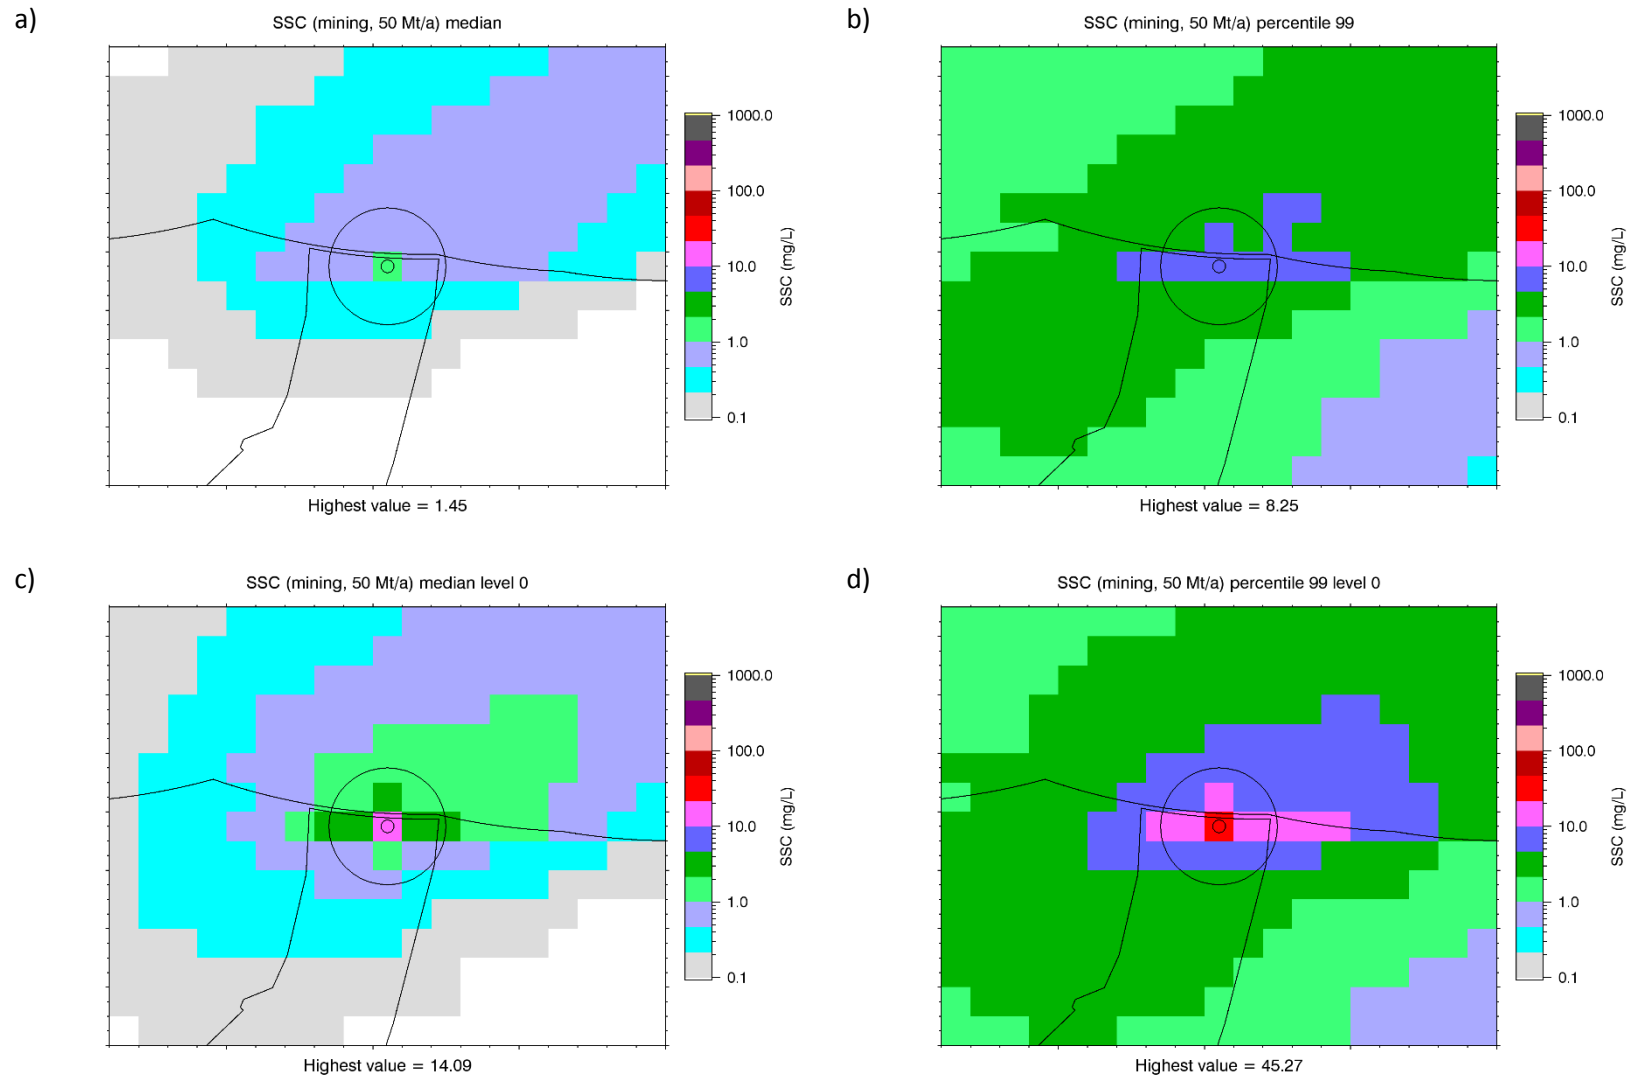 a)
SSC (mining, 50 Mt/a) median
1000.0
100.0
10.0
1.0
0.1
SSC (mg/L)
Highest value = 1.45
b)
SSC (mining, 50 Mt/a) percentile 99
1000.0
100.0
10.0
1.0
0.1
SSC (mg/L)
Highest value = 8.25
c)
SSC (mining, 50 Mt/a) median level 0
1000.0
100.0
10.0
1.0
0.1
SSC (mg/L)
Highest value = 14.09
d)
SSC (mining, 50 Mt/a) percentile 99 level 0
1000.0
100.0
10.0
1.0
0.1
SSC (mg/L)
Highest value = 45.27